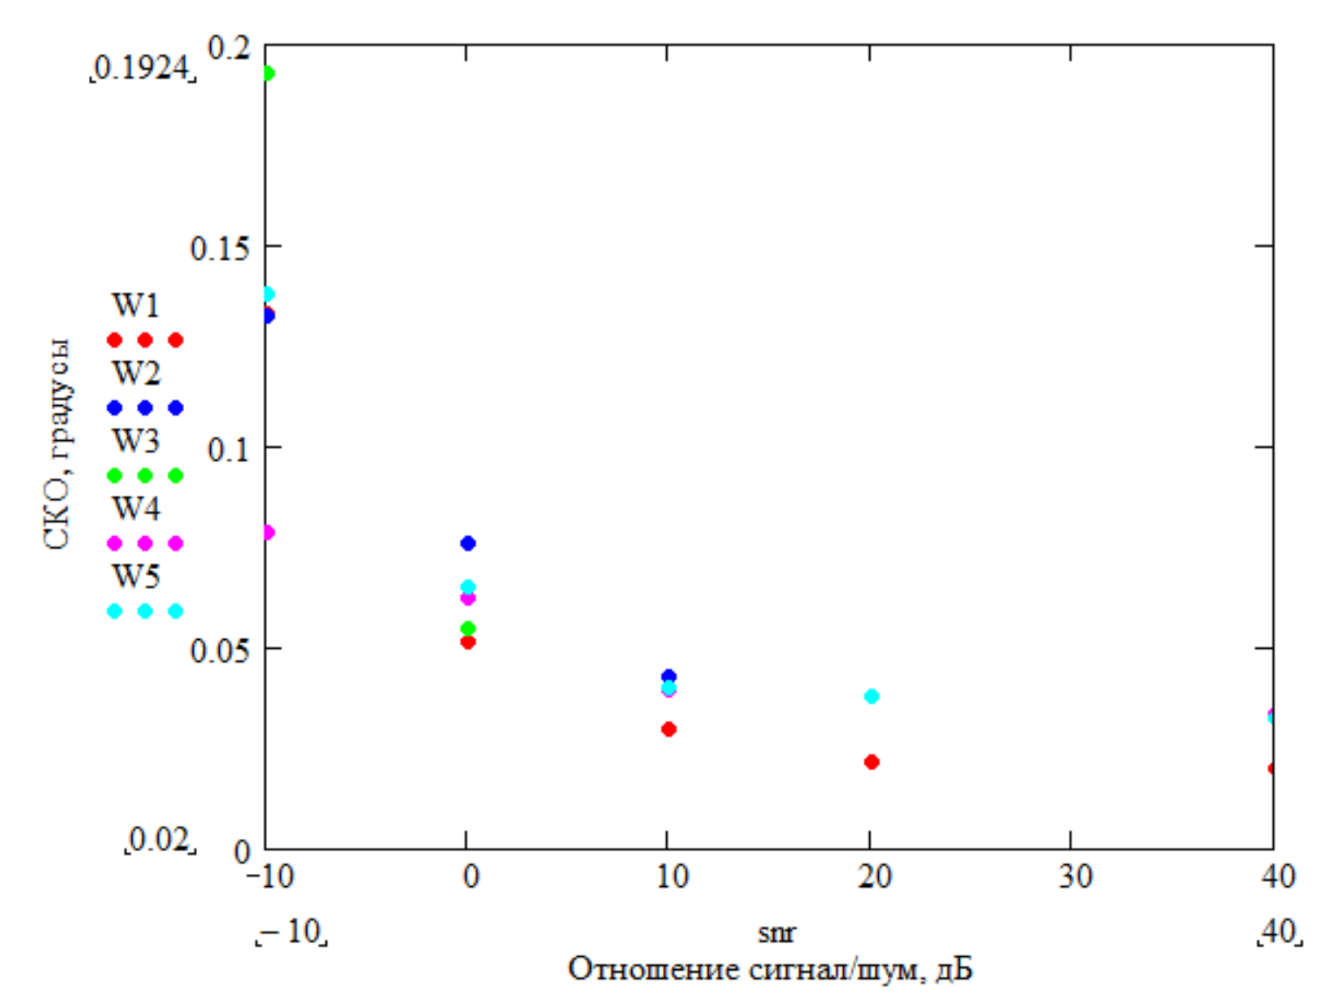 0.1924
0.2
0.15
0.1
0.05
0
0.02
СКО, градусы
W1
W2
W3
W4
W5
−10 0 10 20 30 40
− 10 snr 40
Отношение сигнал/шум, дБ